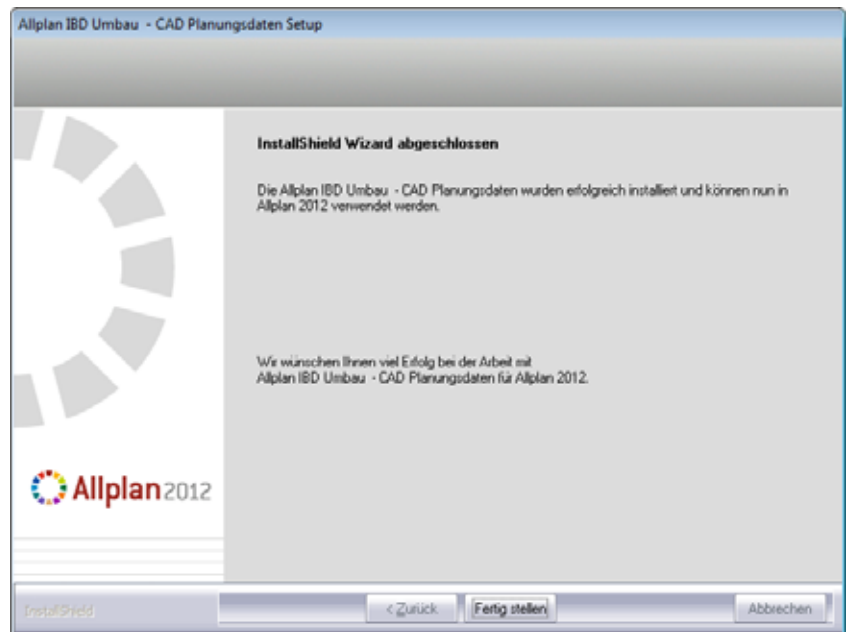 Allplan IBD Umbau - CAD Planungsdaten Setup
InstallShield Wizard abgeschlossen
Die Allplan IBD Umbau - CAD Planungsdaten wurden erfolgreich installiert und können nun in
Allplan 2012 verwendet werden.
Wir wünschen Ihnen viel Erfolg bei der Arbeit mit
Allplan IBD Umbau - CAD Planungsdaten für Allplan 2012.
Allplan 2012
InstallShield
< Zurück
Fertig stellen
Abbrechen